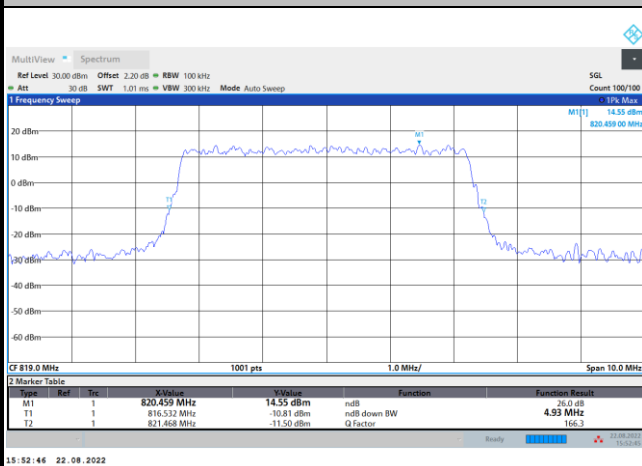 MultiView Spectrum
Ref Level 30.00 dBm Offset 2.20 dB RBW 100 kHz SGL
Att 30 dB SWT 1.01 ms VBW 300 kHz Mode Auto Sweep Count 100/100
1 Frequency Sweep 1Pk Max
M1[1] 14.55 dBm
820.459 00 MHz
M1
20 dBm
10 dBm
0 dBm
T1
T2
-10 dBm
-20 dBm
-30 dBm
-40 dBm
-50 dBm
-60 dBm
CF 819.0 MHz 1001 pts 1.0 MHz/ Span 10.0 MHz
2 Marker Table
Type Ref Trc X-Value Y-Value Function Function Result
M1 1 820.459 MHz 14.55 dBm ndB 26.0 dB
T1 1 816.532 MHz -10.81 dBm ndB down BW 4.93 MHz
T2 1 821.468 MHz -11.50 dBm Q Factor 166.3
Ready 22.08.2022
15:52:45
15:52:46 22.08.2022